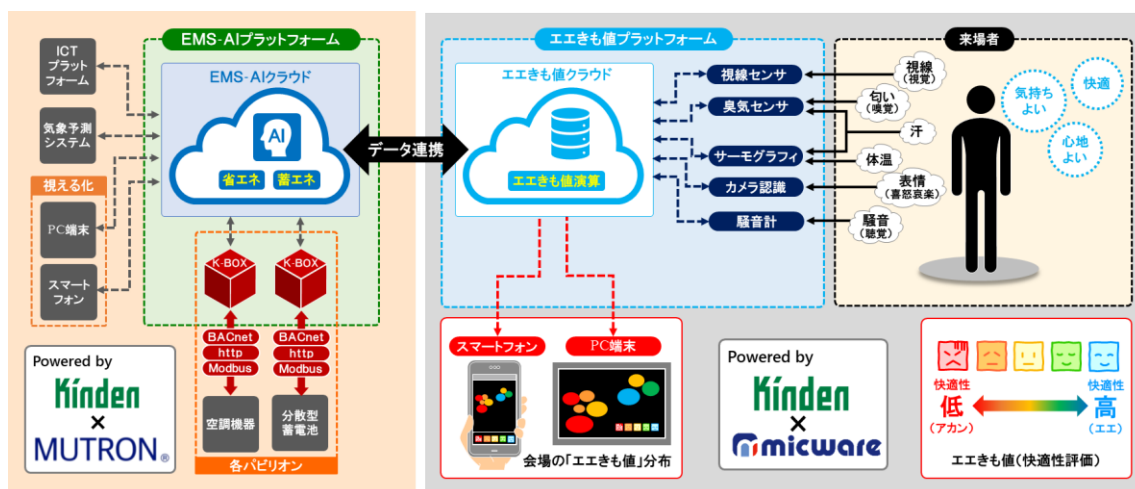 ICT
プラット
フォーム
気象予測
システム
視える化
PC端末
スマート
フォン
EMS-AIプラットフォーム
EMS-AIクラウド
AI
省エネ
蓄エネ
K-BOX
K-BOX
BACnet
http
Modbus
BACnet
http
Modbus
空調機器
分散型
蓄電池
各パビリオン
Powered by
Kinden
×
MUTRON®
データ連携
エエきも値プラットフォーム
エエきも値クラウド
エエきも値演算
視線センサ
臭気センサ
サーモグラフィ
カメラ認識
騒音計
来場者
視線
(視覚)
匂い
(嗅覚)
汗
体温
表情
(喜怒哀楽)
騒音
(聴覚)
気持ち
よい
快適
心地
よい
スマートフォン
PC端末
会場の「エエきも値」分布
Powered by
Kinden
×
micware
快適性
低
(アカン)
快適性
高
(エエ)
エエきも値(快適性評価)